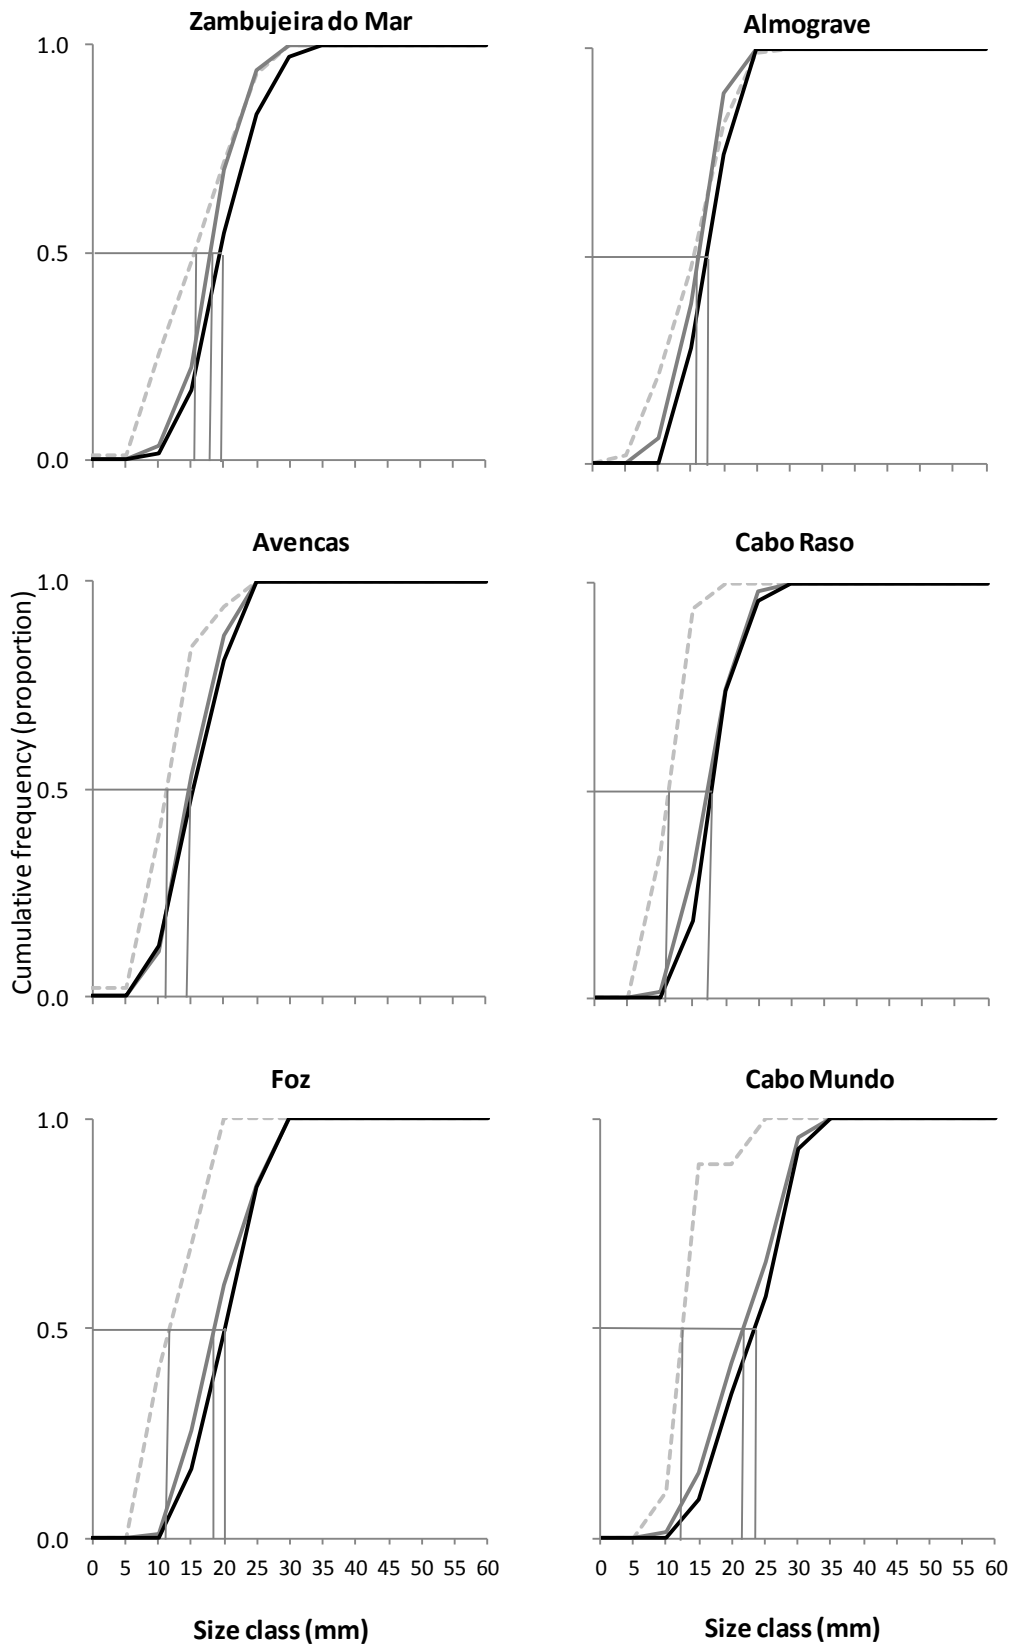 Zambujeira do Mar
Almograve
1.0
0.5
0.0
Avencas
Cabo Raso
Cumulative frequency (proportion)
1.0
0.5
0.0
Foz
Cabo Mundo
1.0
0.5
0.0
0 5 10 15 20 25 30 35 40 45 50 55 60
0 5 10 15 20 25 30 35 40 45 50 55 60
Size class (mm)
Size class (mm)